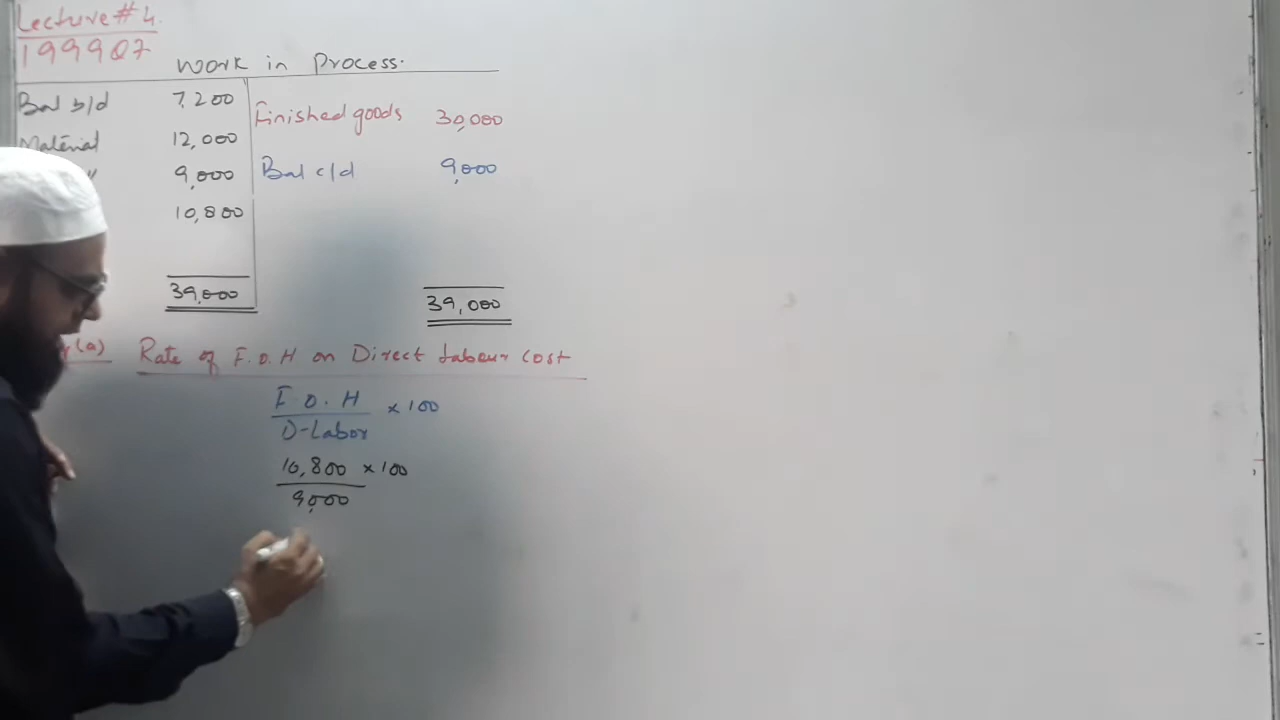 Lecture # 4.
199907
Work in Process.
Bal b/d 7,200 Finished goods 30,000
Material 12,000
" 9,000 Bal c/d 9,000
10,800
39,000 39,000
(a) Rate of F.O.H on Direct Labour Cost
F.O.H × 100
D-Labor
10,800 × 100
9,000